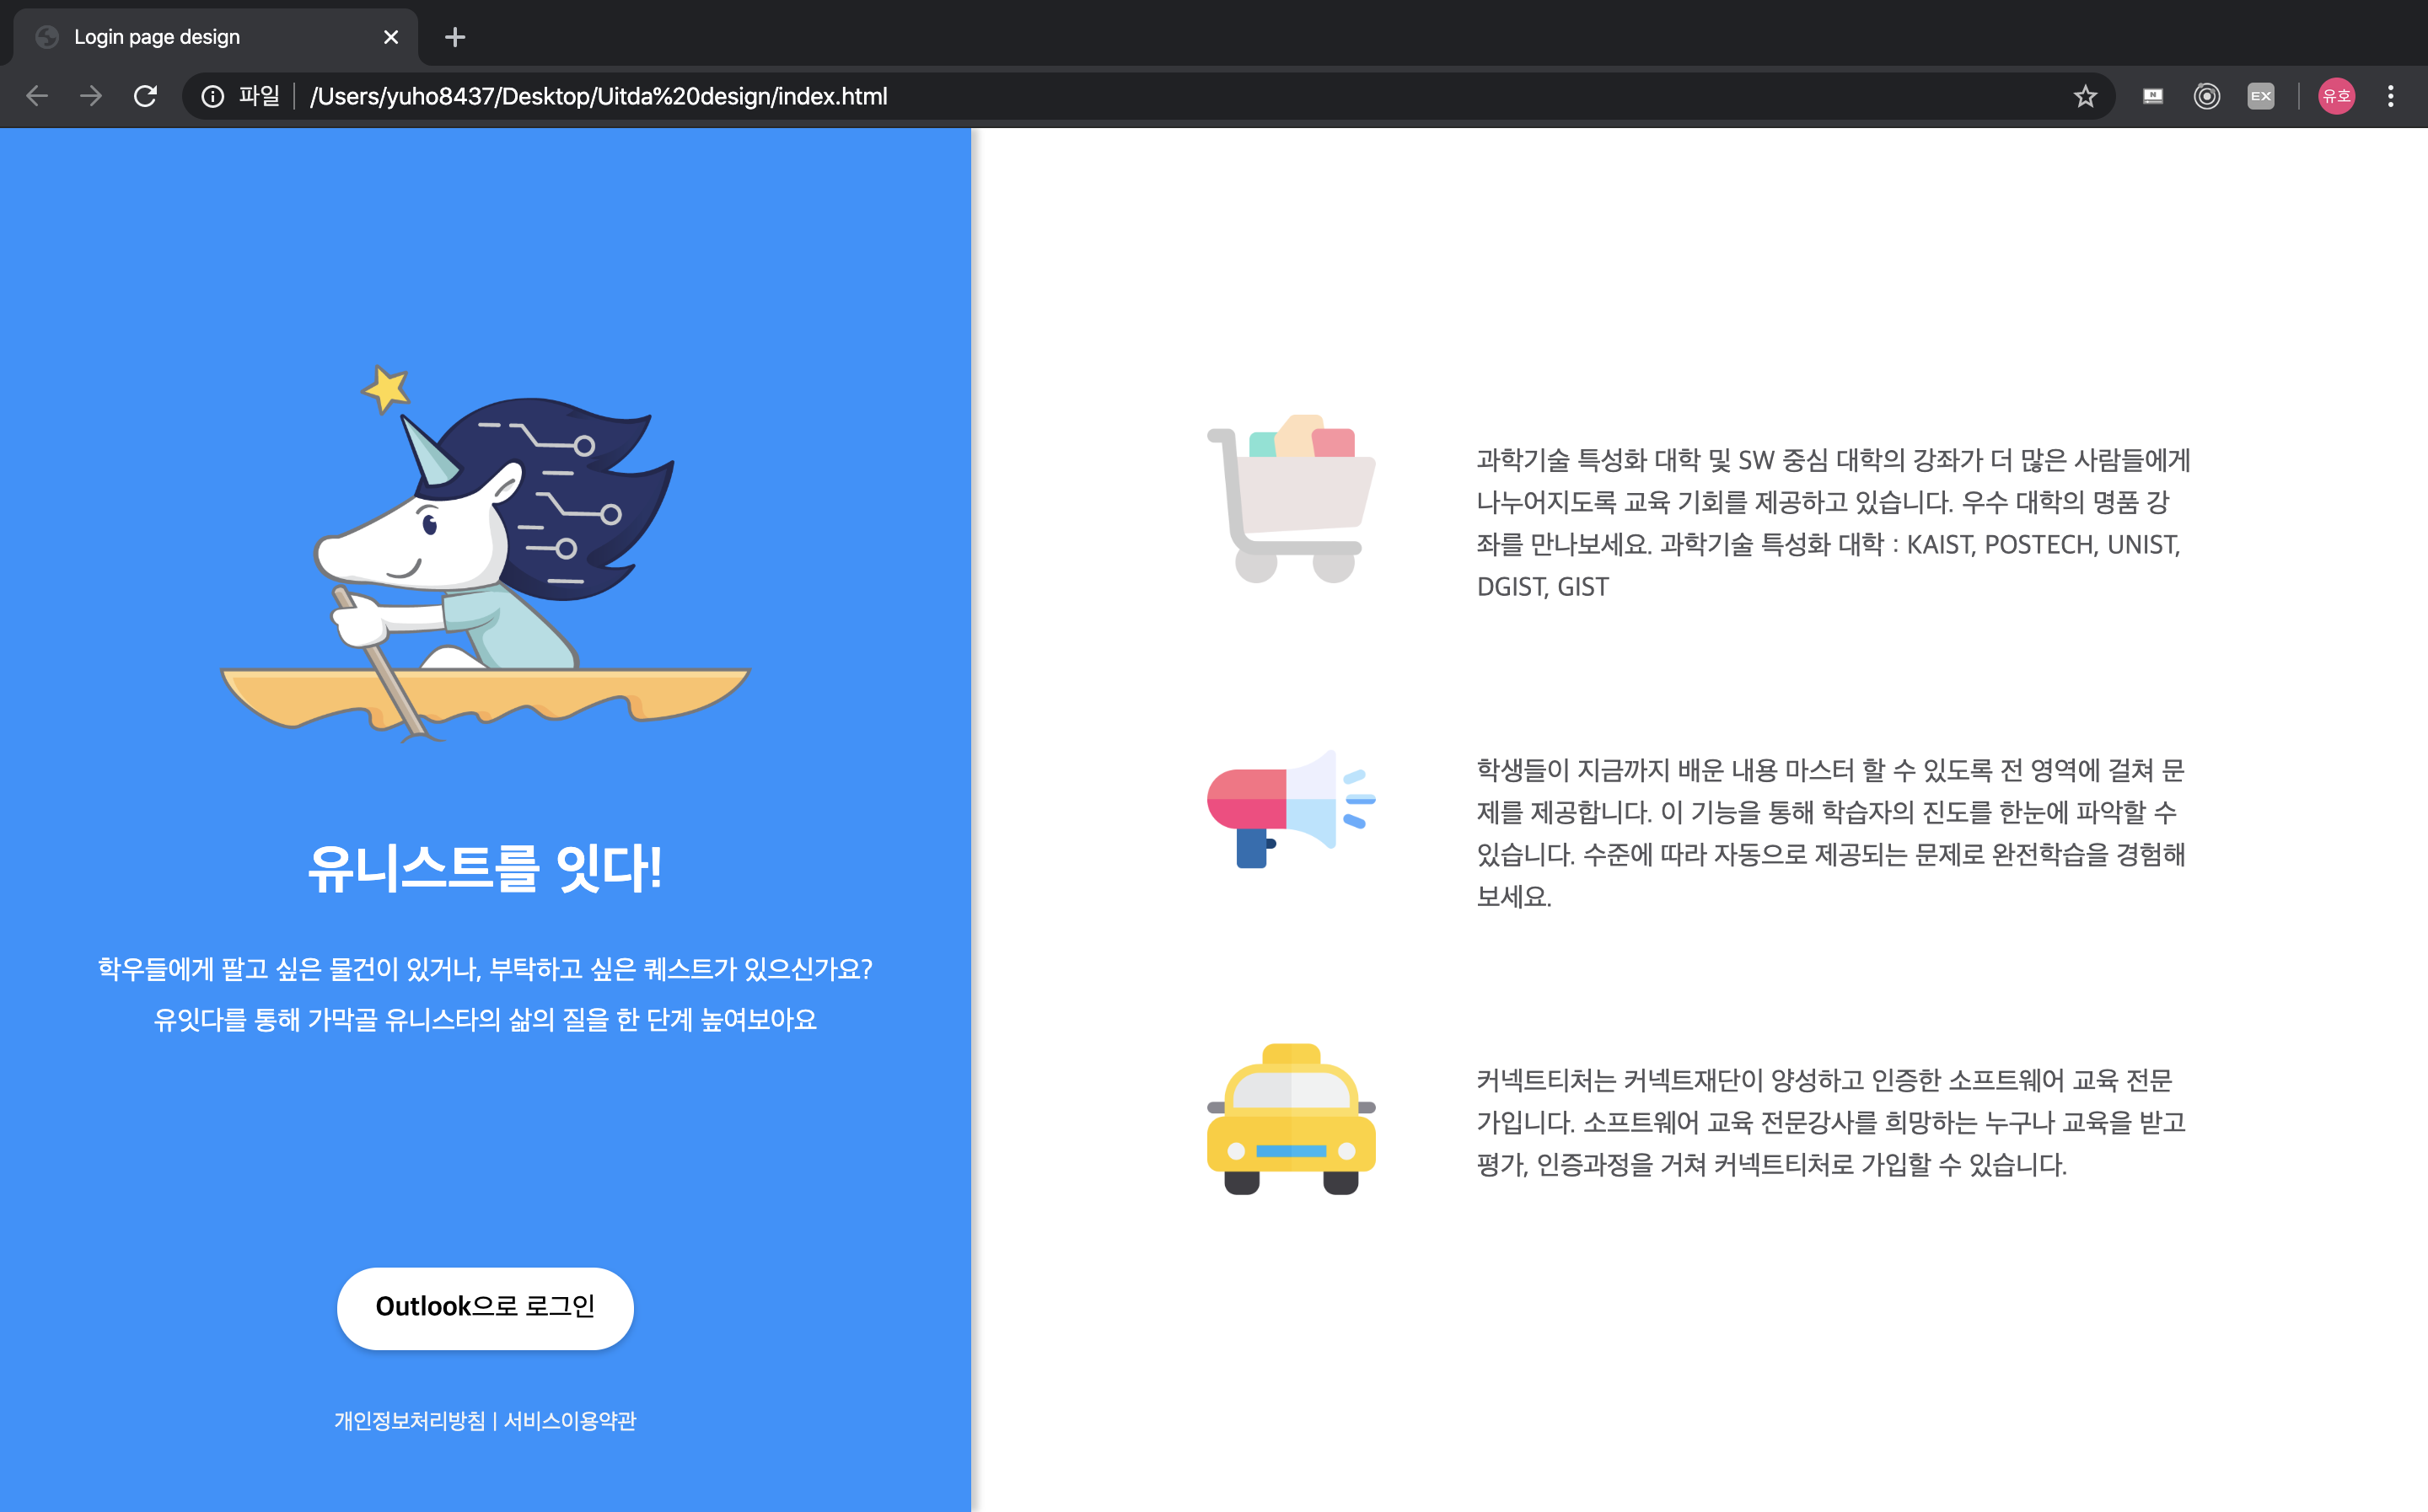 Login page design
파일
/Users/yuho8437/Desktop/Uitda%20design/index.html
N
EX
유호
유니스트를 잇다!
학우들에게 팔고 싶은 물건이 있거나, 부탁하고 싶은 퀘스트가 있으신가요?
유잇다를 통해 가막골 유니스타의 삶의 질을 한 단계 높여보아요
Outlook으로 로그인
개인정보처리방침 | 서비스이용약관
과학기술 특성화 대학 및 SW 중심 대학의 강좌가 더 많은 사람들에게
나누어지도록 교육 기회를 제공하고 있습니다. 우수 대학의 명품 강
좌를 만나보세요. 과학기술 특성화 대학 : KAIST, POSTECH, UNIST,
DGIST, GIST
학생들이 지금까지 배운 내용 마스터 할 수 있도록 전 영역에 걸쳐 문
제를 제공합니다. 이 기능을 통해 학습자의 진도를 한눈에 파악할 수
있습니다. 수준에 따라 자동으로 제공되는 문제로 완전학습을 경험해
보세요.
커넥트티처는 커넥트재단이 양성하고 인증한 소프트웨어 교육 전문
가입니다. 소프트웨어 교육 전문강사를 희망하는 누구나 교육을 받고
평가, 인증과정을 거쳐 커넥트티처로 가입할 수 있습니다.